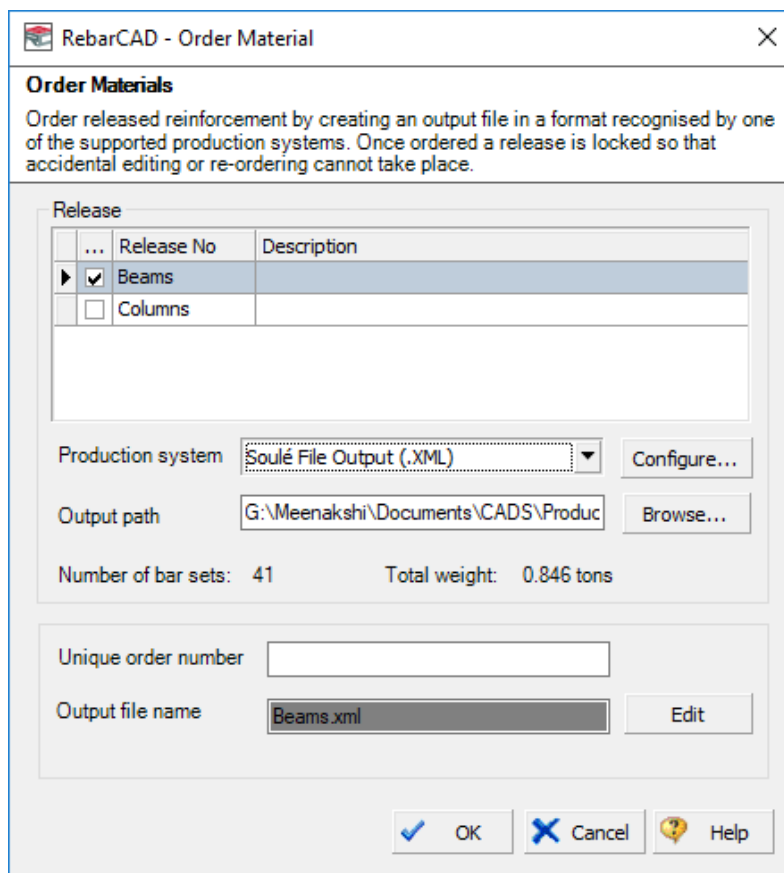 RebarCAD - Order Material
Order Materials
Order released reinforcement by creating an output file in a format recognised by one
of the supported production systems. Once ordered a release is locked so that
accidental editing or re-ordering cannot take place.
Release
... Release No Description
Beams
Columns
Production system Soulé File Output (.XML) Configure...
Output path G:\Meenakshi\Documents\CADS\Produc Browse...
Number of bar sets: 41 Total weight: 0.846 tons
Unique order number
Output file name Beams.xml Edit
OK Cancel Help